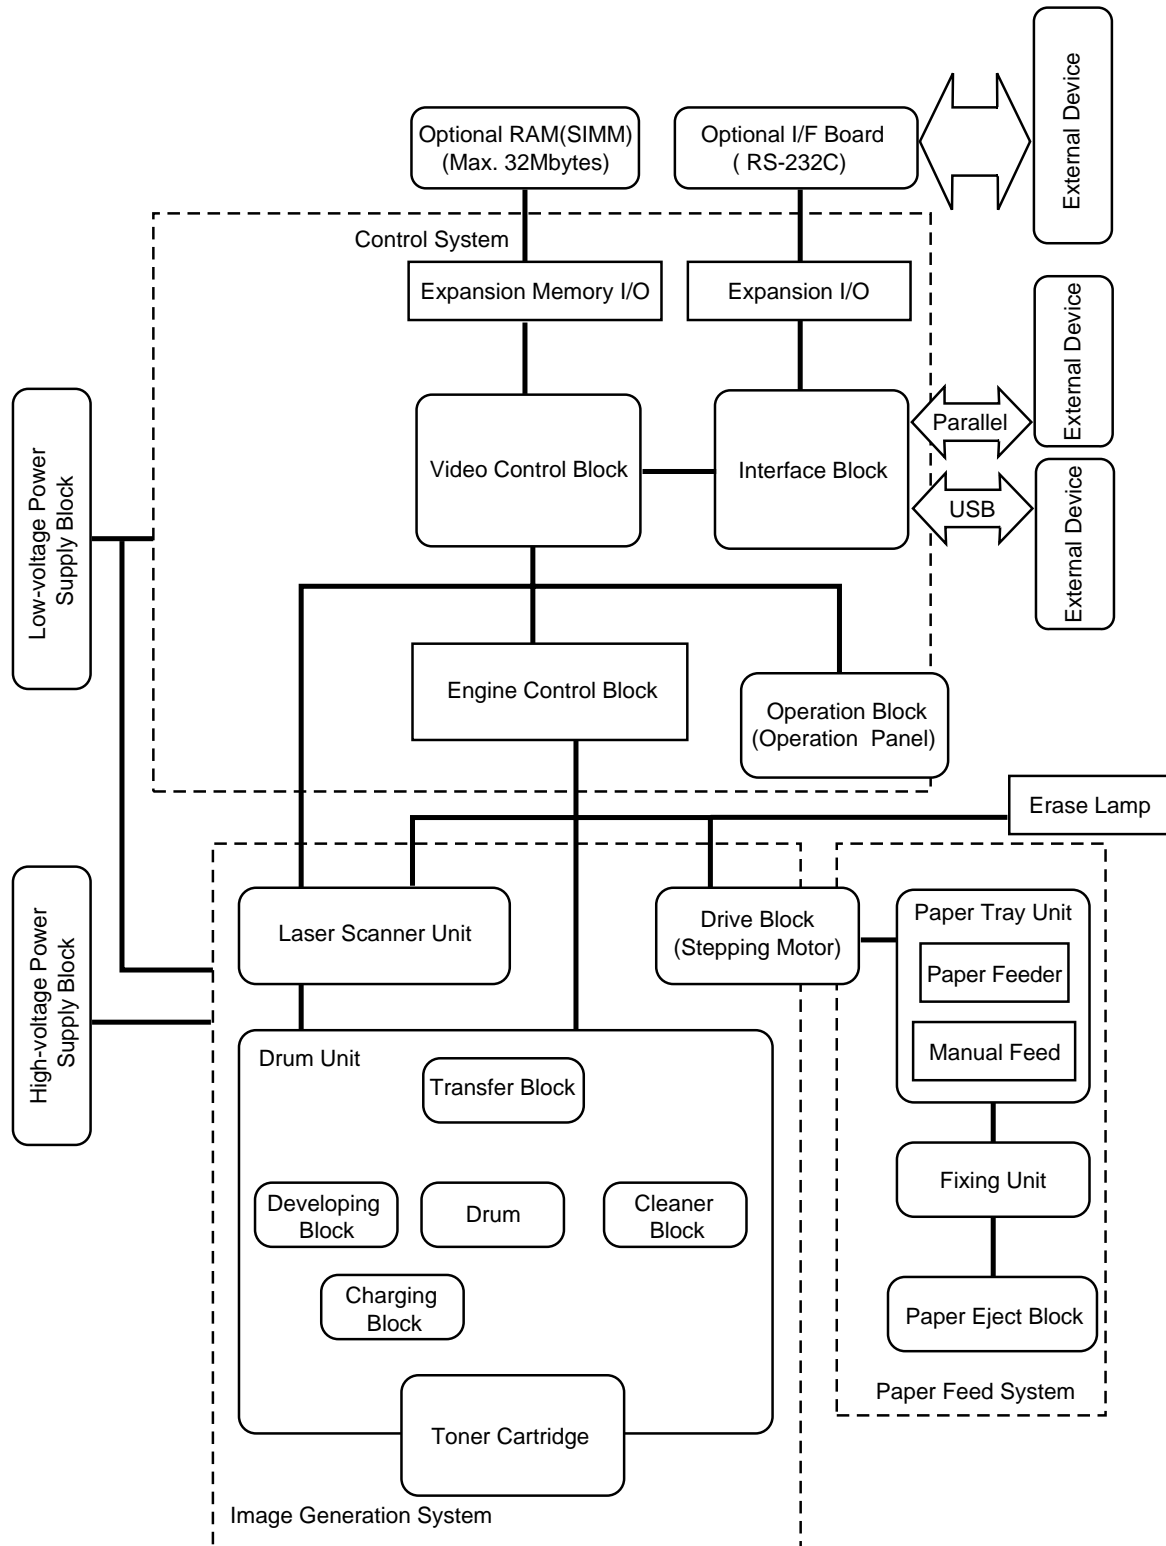 External Device
Optional RAM(SIMM)
(Max. 32Mbytes)
Optional I/F Board
( RS-232C)
Control System
Expansion Memory I/O
Expansion I/O
External Device
Parallel
Video Control Block
Interface Block
USB
External Device
Low-voltage Power
Supply Block
Engine Control Block
Operation Block
(Operation Panel)
Erase Lamp
High-voltage Power
Supply Block
Laser Scanner Unit
Drive Block
(Stepping Motor)
Paper Tray Unit
Paper Feeder
Manual Feed
Drum Unit
Transfer Block
Developing
Block
Drum
Cleaner
Block
Fixing Unit
Charging
Block
Paper Eject Block
Paper Feed System
Toner Cartridge
Image Generation System